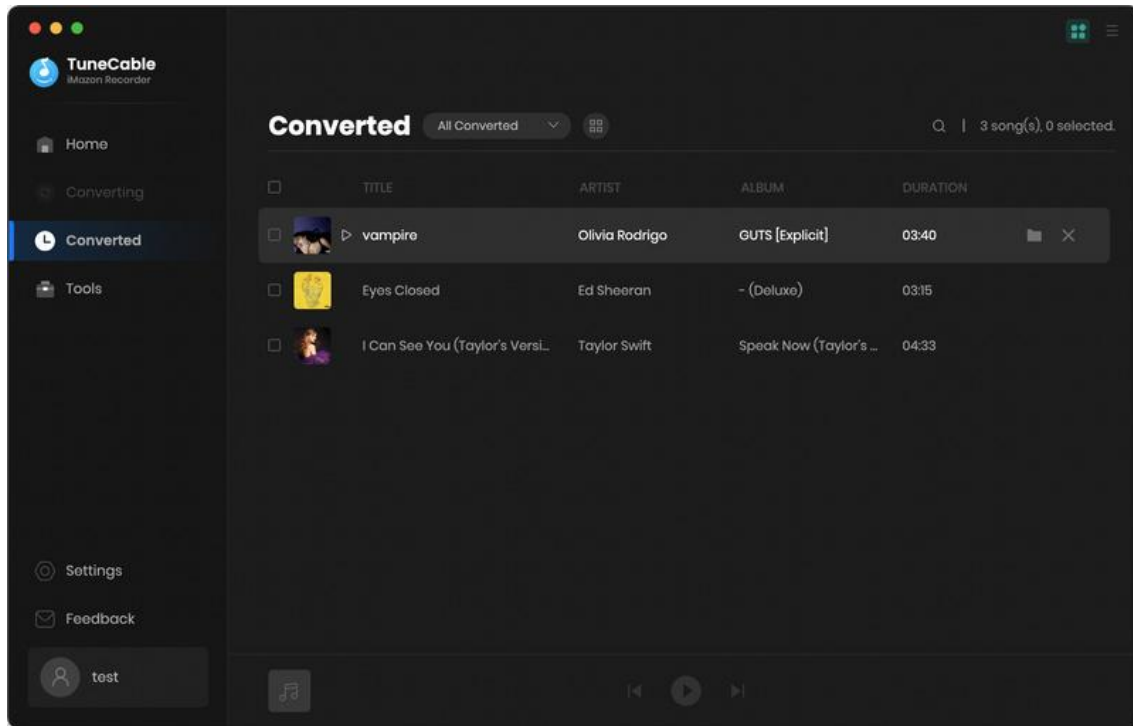 TuneCable
iMazon Recorder
Home
Converting
Converted
Tools
Settings
Feedback
test
Converted All Converted 3 song(s), 0 selected.
TITLE ARTIST ALBUM DURATION
vampire Olivia Rodrigo GUTS [Explicit] 03:40
Eyes Closed Ed Sheeran - (Deluxe) 03:15
I Can See You (Taylor's Versi... Taylor Swift Speak Now (Taylor's ... 04:33